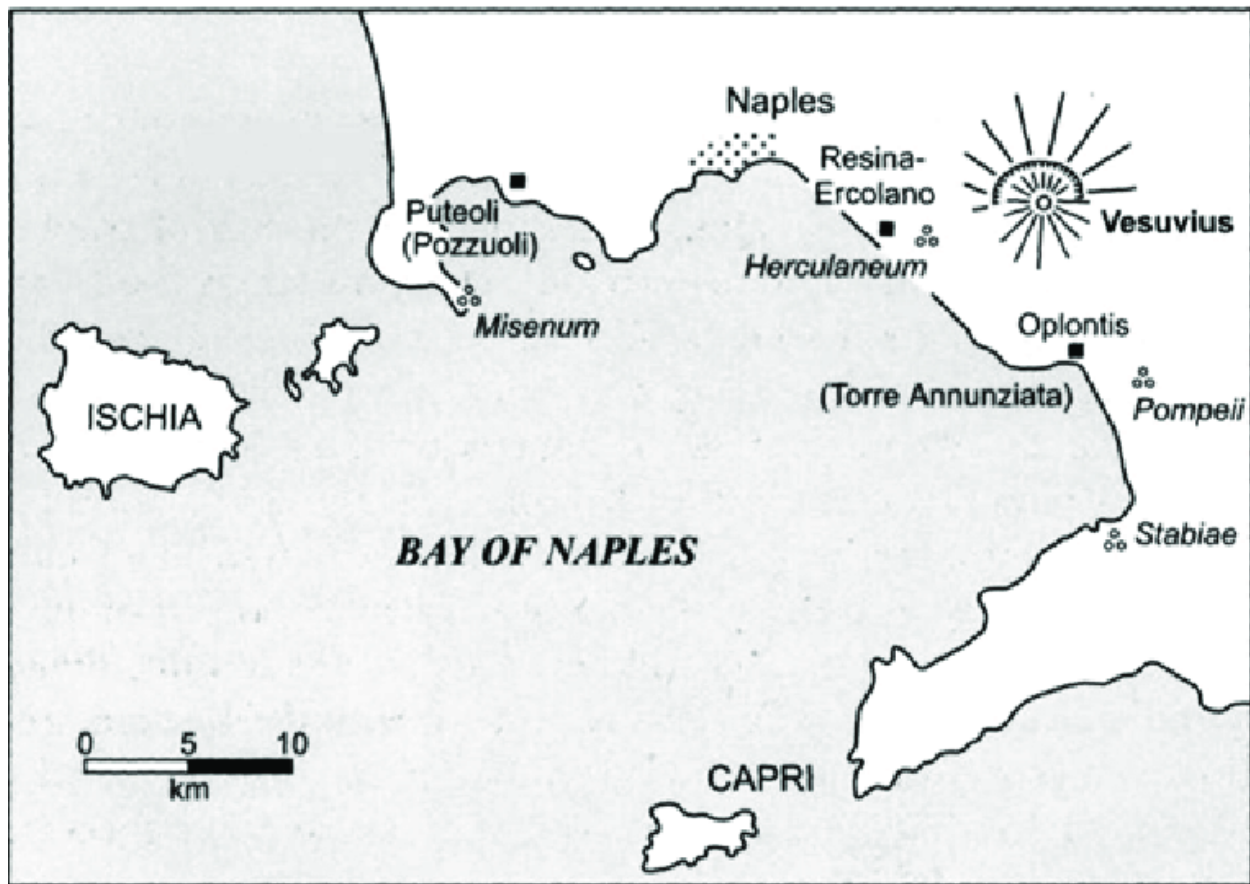 Naples
Resina-
Ercolano
Vesuvius
Puteoli
(Pozzuoli)
Herculaneum
Misenum
Oplontis
(Torre Annunziata)
Pompeii
ISCHIA
BAY OF NAPLES
Stabiae
0 5 10
km
CAPRI